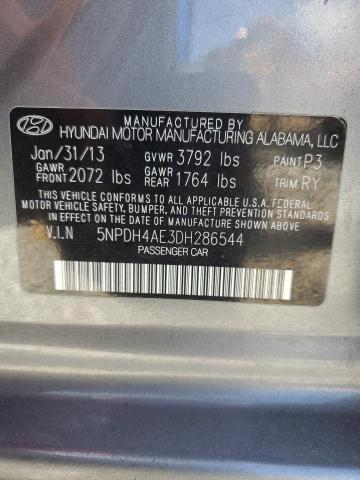 MANUFACTURED BY
HYUNDAI MOTOR MANUFACTURING ALABAMA, LLC
Jan/31/13 GVWR 3792 lbs PAINT P3
GAWR FRONT 2072 lbs GAWR REAR 1764 lbs TRIM RY
THIS VEHICLE CONFORMS TO ALL APPLICABLE U.S.A. FEDERAL
MOTOR VEHICLE SAFETY, BUMPER, AND THEFT PREVENTION
STANDARDS IN EFFECT ON THE DATE OF MANUFACTURE SHOWN ABOVE.
V.I.N 5NPDH4AE3DH286544
PASSENGER CAR